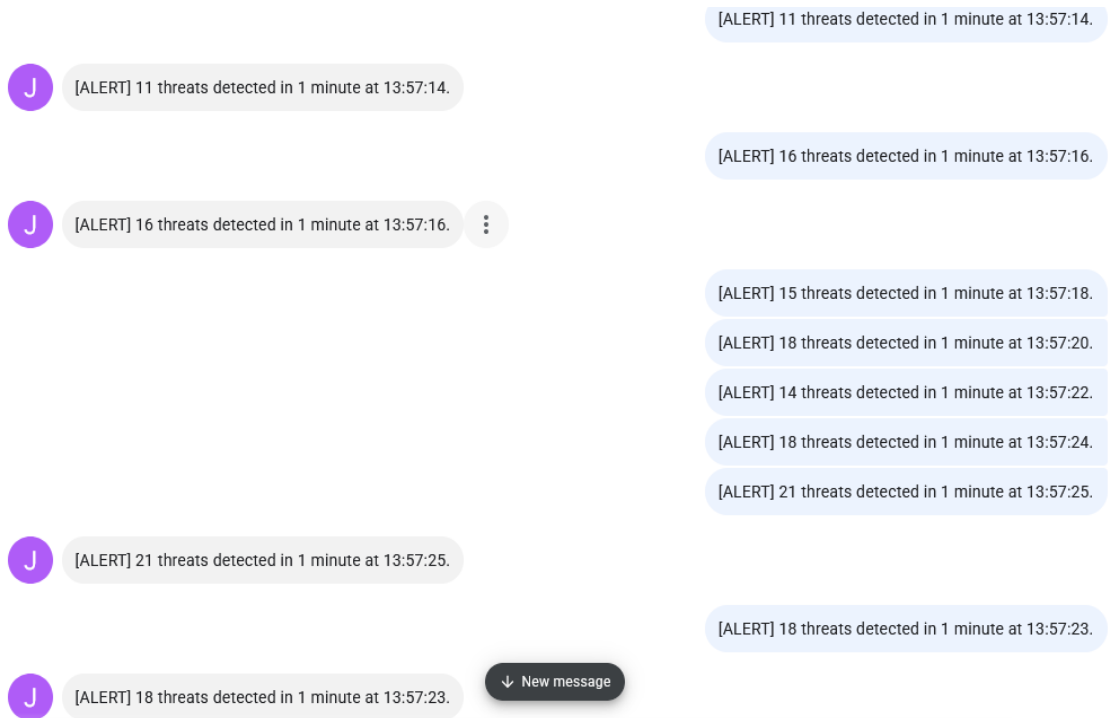 [ALERT] 11 threats detected in 1 minute at 13:57:14.
J
[ALERT] 11 threats detected in 1 minute at 13:57:14.
[ALERT] 16 threats detected in 1 minute at 13:57:16.
J
[ALERT] 16 threats detected in 1 minute at 13:57:16.
[ALERT] 15 threats detected in 1 minute at 13:57:18.
[ALERT] 18 threats detected in 1 minute at 13:57:20.
[ALERT] 14 threats detected in 1 minute at 13:57:22.
[ALERT] 18 threats detected in 1 minute at 13:57:24.
[ALERT] 21 threats detected in 1 minute at 13:57:25.
J
[ALERT] 21 threats detected in 1 minute at 13:57:25.
[ALERT] 18 threats detected in 1 minute at 13:57:23.
New message
J
[ALERT] 18 threats detected in 1 minute at 13:57:23.